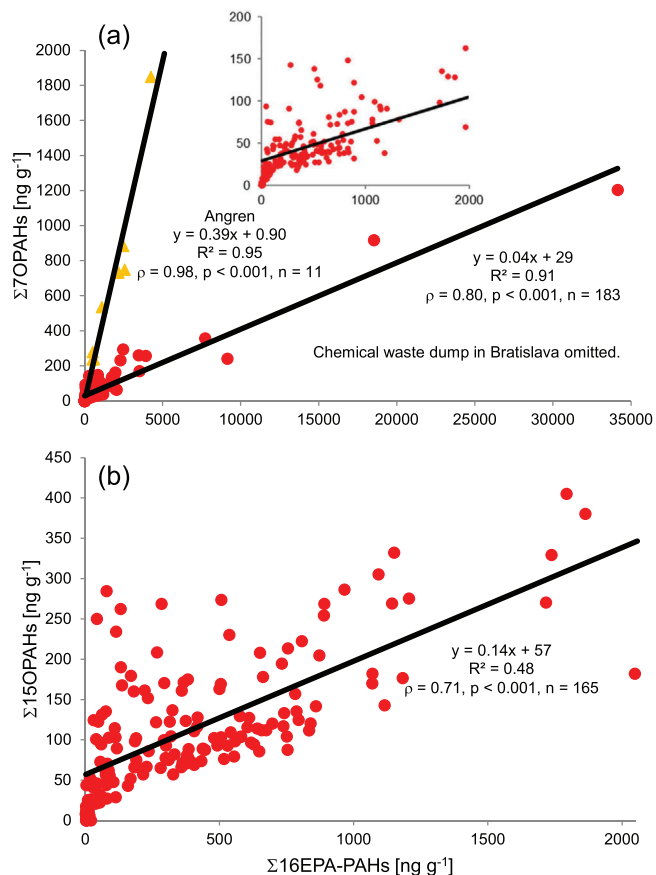 (a)
Σ7OPAHs [ng g⁻¹]
2000
1800
1600
1400
1200
1000
800
600
400
200
0
0
5000
10000
15000
20000
25000
30000
35000
200
150
100
50
0
0
1000
2000
Angren
y = 0.39x + 0.90
R² = 0.95
ρ = 0.98, p < 0.001, n = 11
y = 0.04x + 29
R² = 0.91
ρ = 0.80, p < 0.001, n = 183
Chemical waste dump in Bratislava omitted.
(b)
Σ15OPAHs [ng g⁻¹]
450
400
350
300
250
200
150
100
50
0
y = 0.14x + 57
R² = 0.48
ρ = 0.71, p < 0.001, n = 165
0
500
1000
1500
2000
Σ16EPA-PAHs [ng g⁻¹]